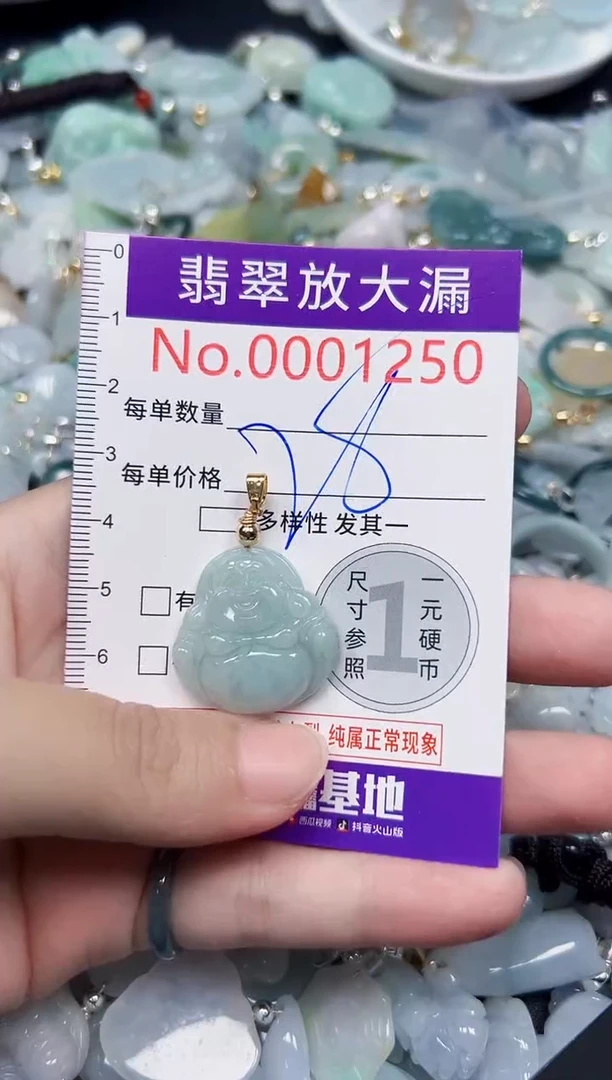 0
翡翠放大漏
1
No.0001250
2
每单数量
78
3
每单价格
4
多样性 发其一
5
有
尺寸参照
1
一元硬币
6
纯属正常现象
基地
西瓜视频 抖音火山版